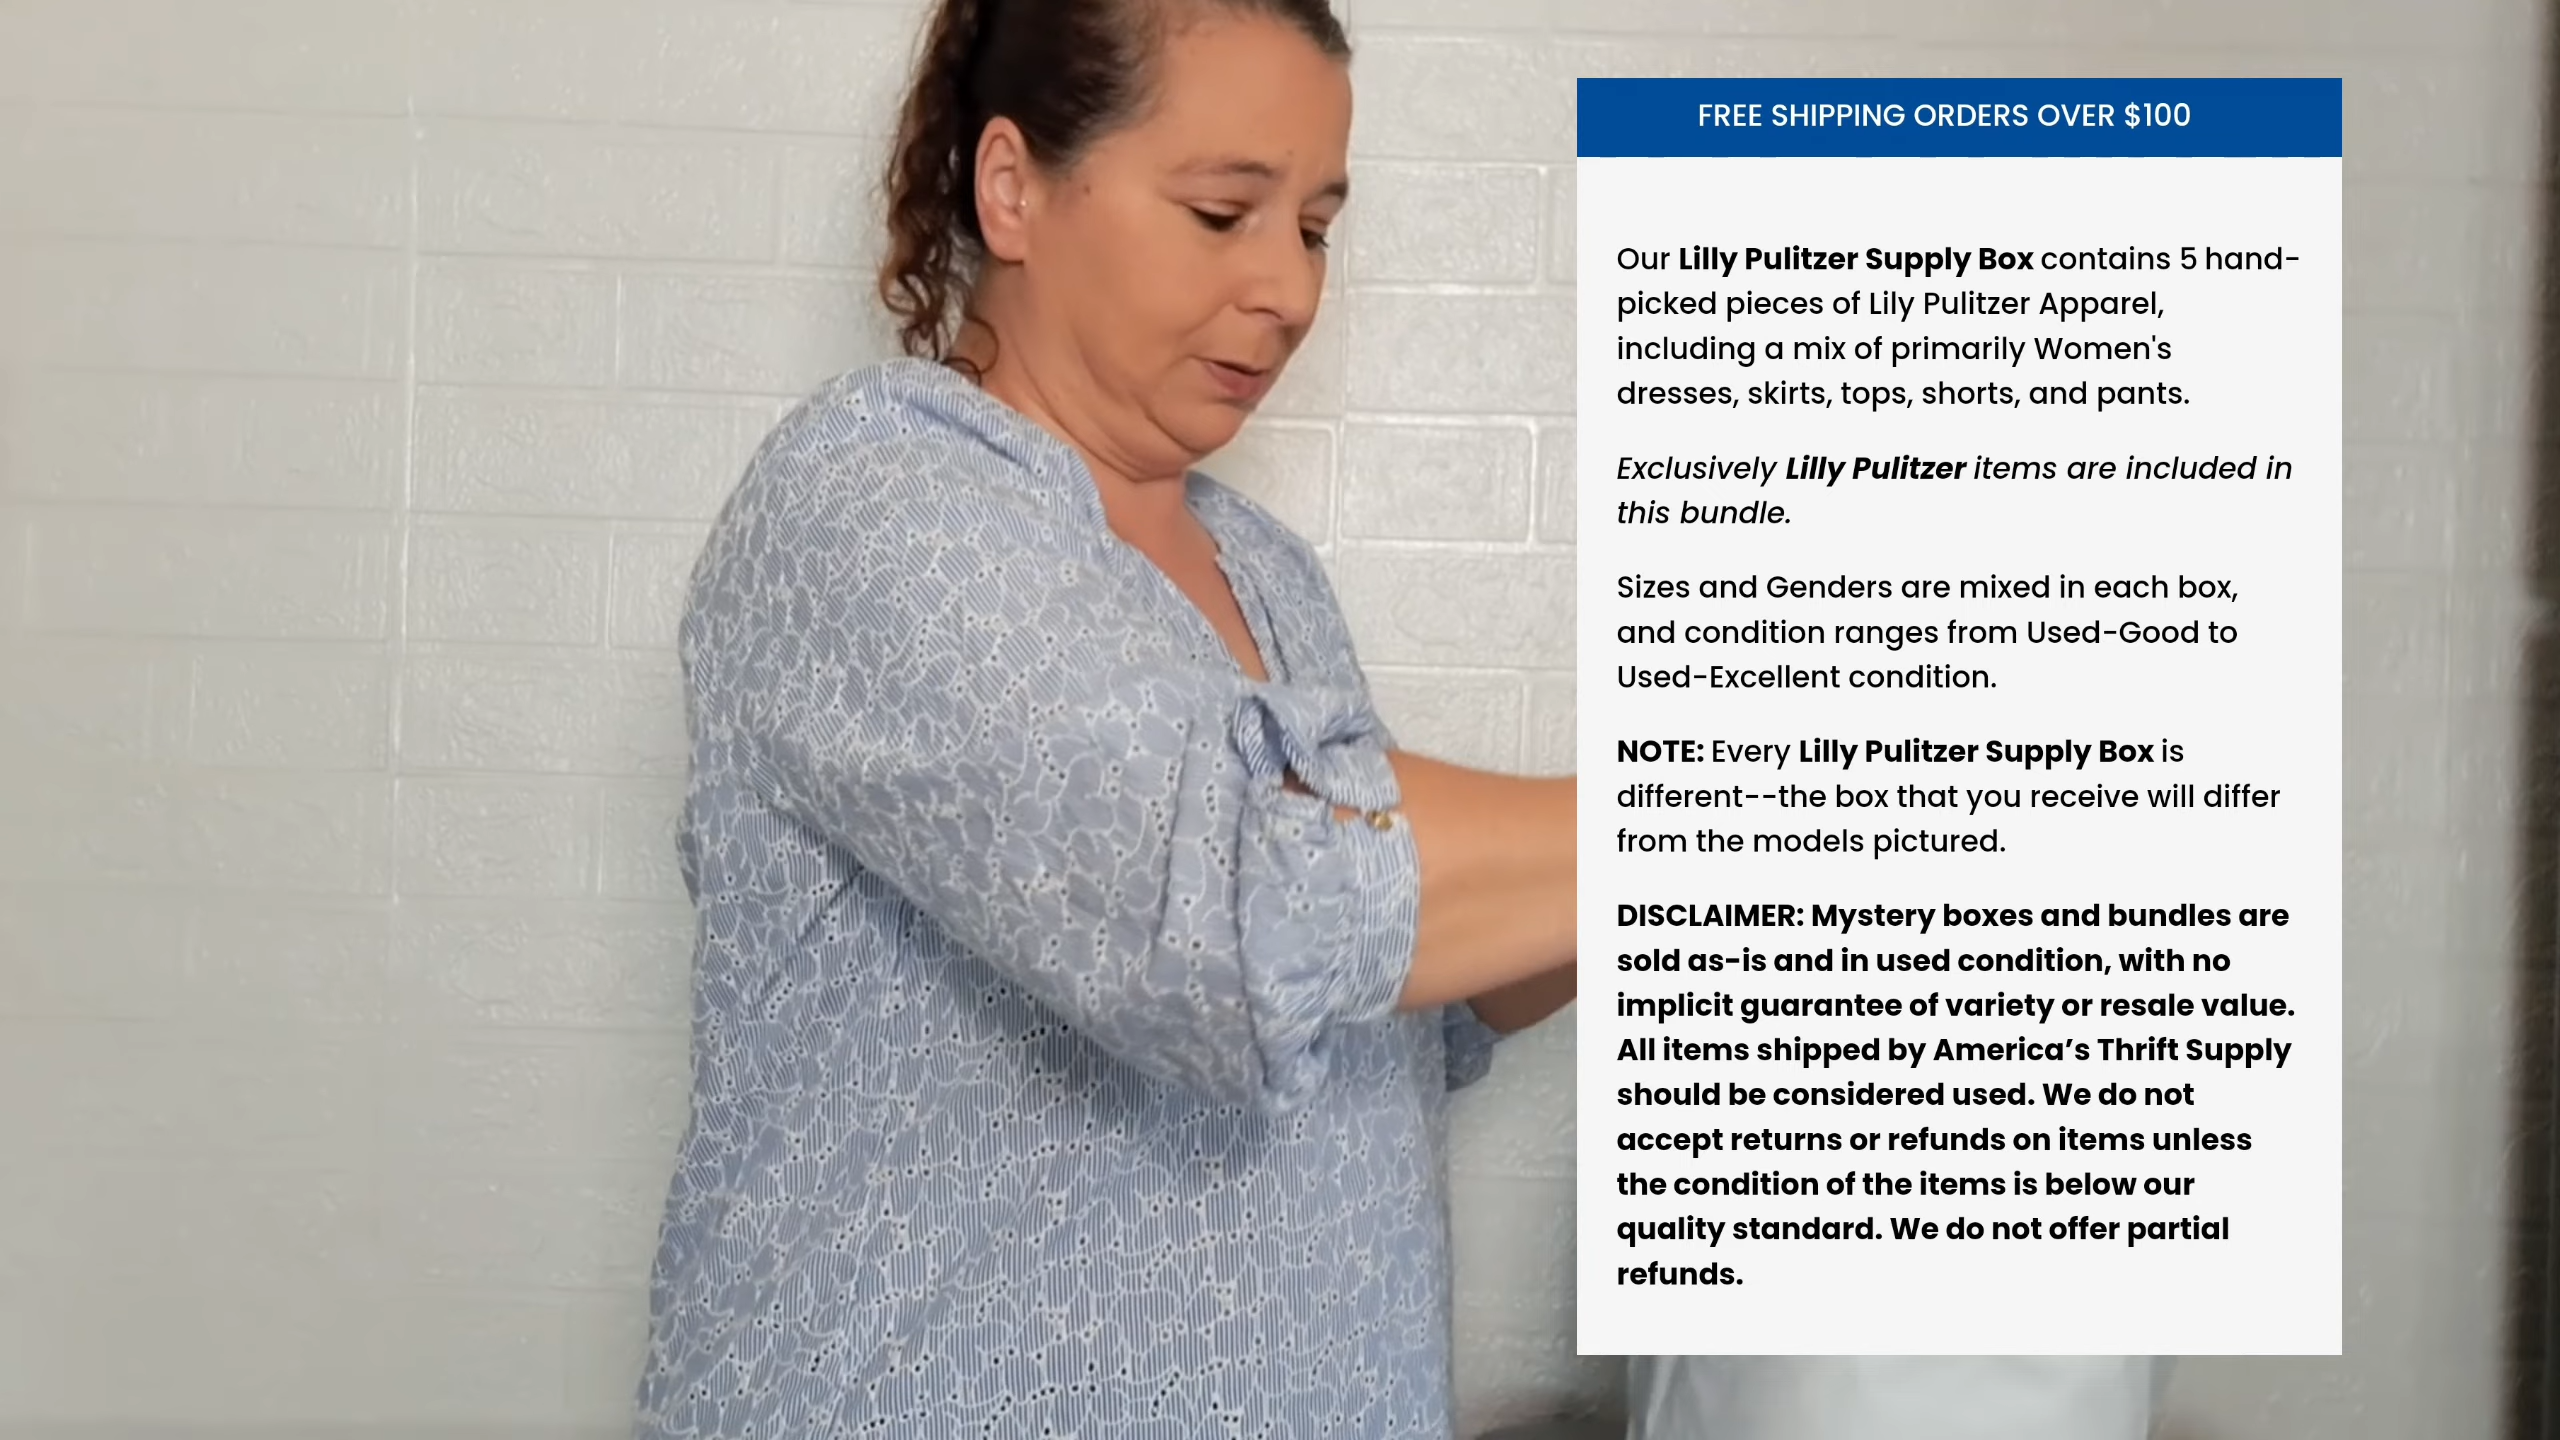 FREE SHIPPING ORDERS OVER $100
Our Lilly Pulitzer Supply Box contains 5 hand-
picked pieces of Lily Pulitzer Apparel,
including a mix of primarily Women's
dresses, skirts, tops, shorts, and pants.
Exclusively Lilly Pulitzer items are included in
this bundle.
Sizes and Genders are mixed in each box,
and condition ranges from Used-Good to
Used-Excellent condition.
NOTE: Every Lilly Pulitzer Supply Box is
different--the box that you receive will differ
from the models pictured.
DISCLAIMER: Mystery boxes and bundles are
sold as-is and in used condition, with no
implicit guarantee of variety or resale value.
All items shipped by America’s Thrift Supply
should be considered used. We do not
accept returns or refunds on items unless
the condition of the items is below our
quality standard. We do not offer partial
refunds.